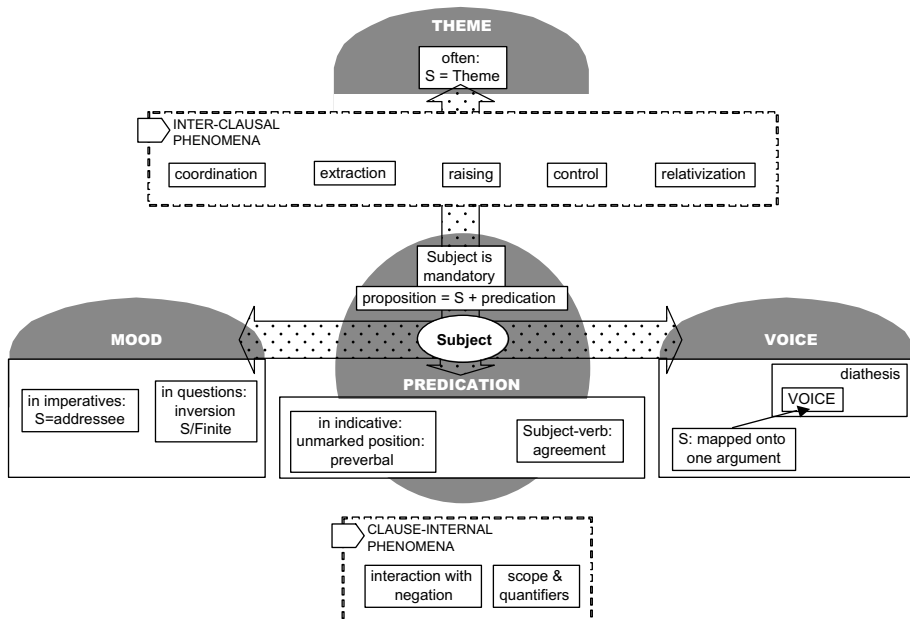 THEME
often:
S = Theme
INTER-CLAUSAL
PHENOMENA
coordination
extraction
raising
control
relativization
Subject is
mandatory
proposition = S + predication
Subject
MOOD
in imperatives:
S=addressee
in questions:
inversion
S/Finite
PREDICATION
in indicative:
unmarked position:
preverbal
Subject-verb:
agreement
VOICE
diathesis
VOICE
S: mapped onto
one argument
CLAUSE-INTERNAL
PHENOMENA
interaction with
negation
scope &
quantifiers